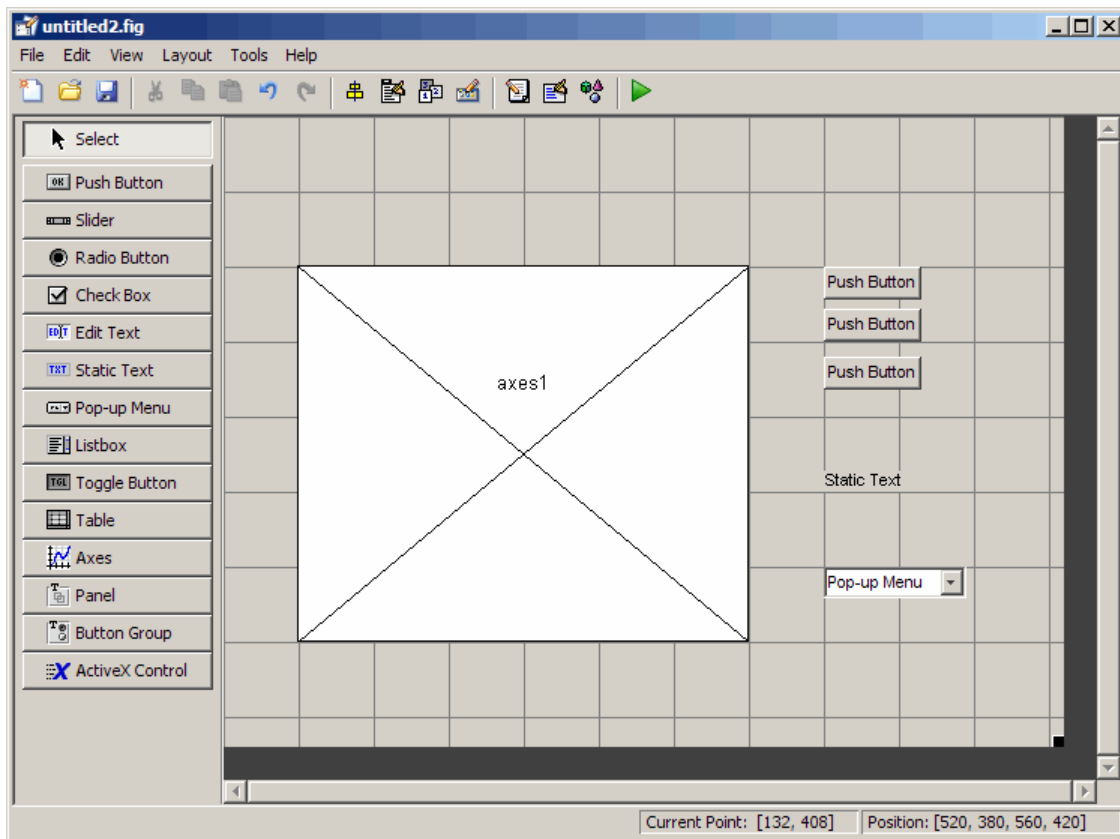 untitled2.fig
File Edit View Layout Tools Help
Select
Push Button
Slider
Radio Button
Check Box
Edit Text
Static Text
Pop-up Menu
Listbox
Toggle Button
Table
Axes
Panel
Button Group
ActiveX Control
axes1
Push Button
Push Button
Push Button
Static Text
Pop-up Menu
Current Point: [132, 408] Position: [520, 380, 560, 420]